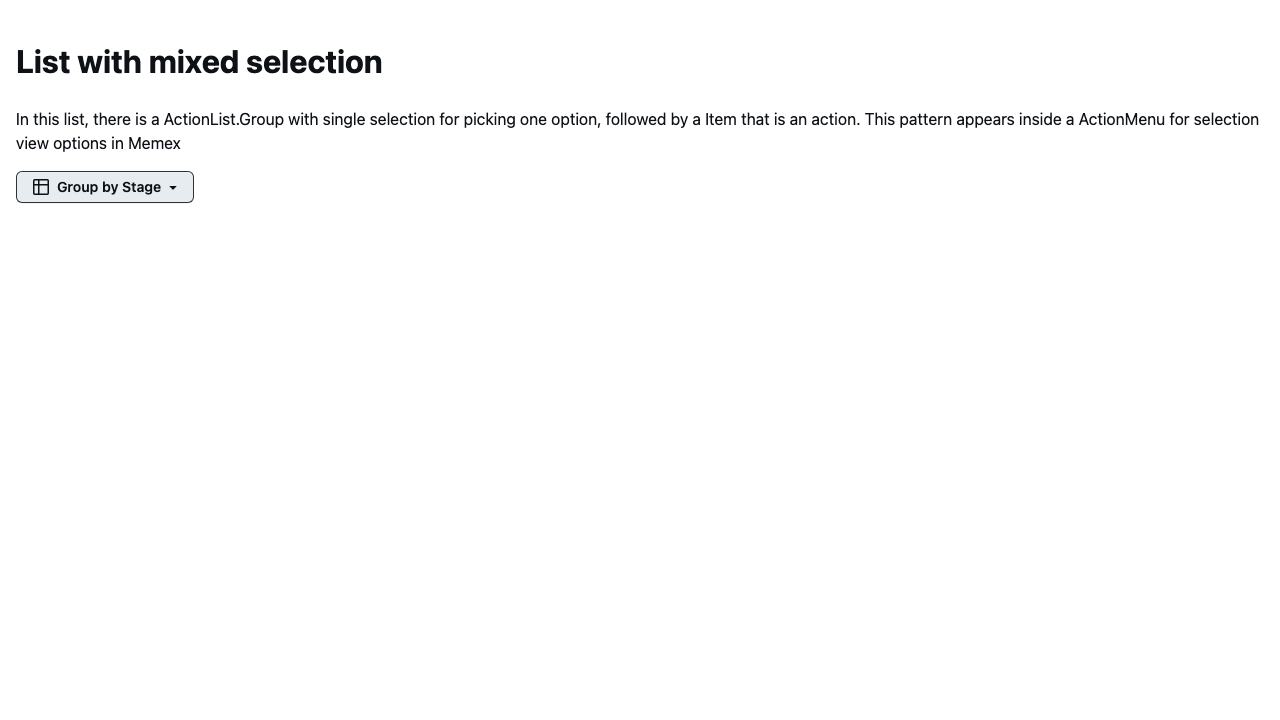 List with mixed selection
In this list, there is a ActionList.Group with single selection for picking one option, followed by a Item that is an action. This pattern appears inside a ActionMenu for selection
view options in Memex
Group by Stage